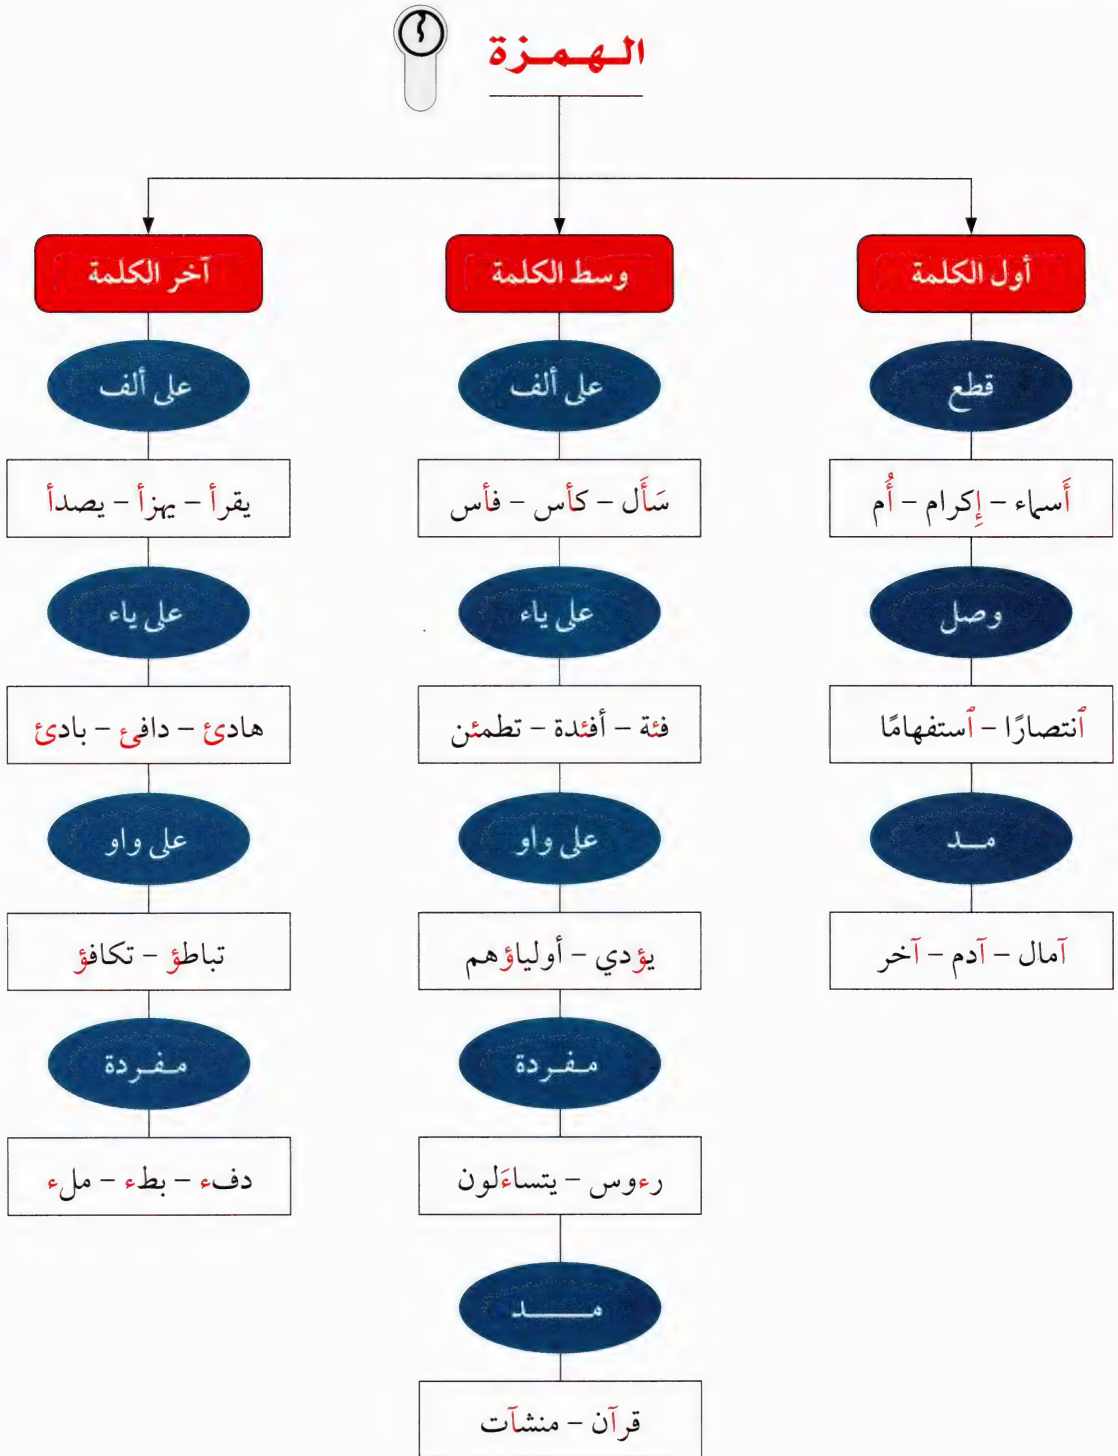 الهمزة
أول الكلمة
قطع
أَسماء – إِكرام – أُم
وصل
ٱنتصارًا – ٱستفهامًا
مد
آمال – آدم – آخر
وسط الكلمة
على ألف
سَأَل – كأس – فأس
على ياء
فئة – أفئدة – تطمئن
على واو
يؤدي – أولياؤهم
مفردة
رءوس – يتساءَلون
مد
قرآن – منشآت
آخر الكلمة
على ألف
يقرأ – يهزأ – يصدأ
على ياء
هادئ – دافئ – بادئ
على واو
تباطؤ – تكافؤ
مفردة
دفء – بطء – ملء